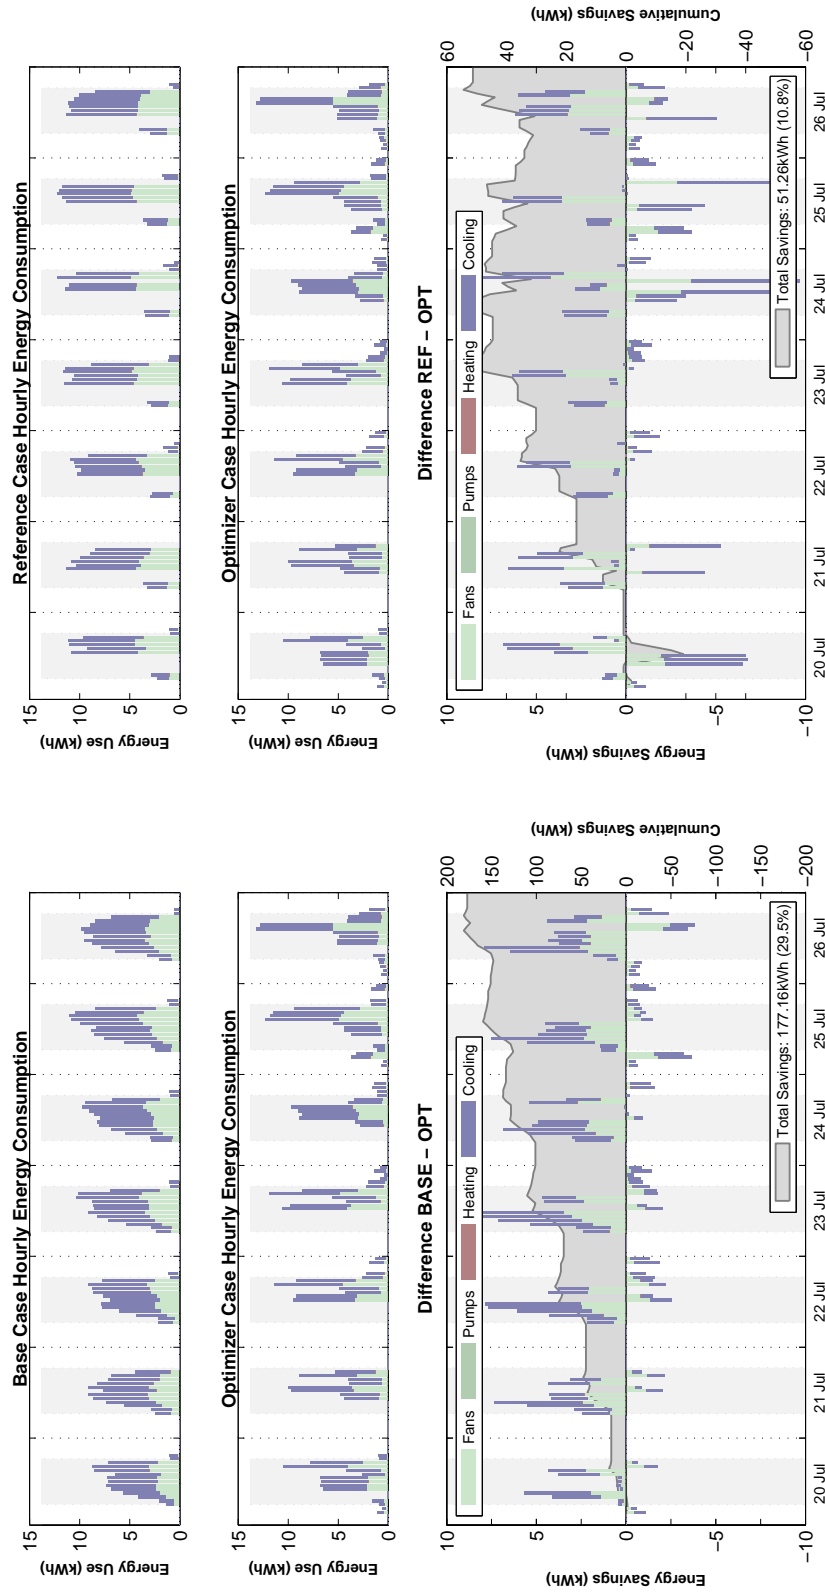 Base Case Hourly Energy Consumption
Energy Use (kWh)
15
10
5
0
Optimizer Case Hourly Energy Consumption
Energy Use (kWh)
15
10
5
0
Difference BASE – OPT
Fans
Pumps
Heating
Cooling
Energy Savings (kWh)
10
5
0
−5
−10
Cumulative Savings (kWh)
200
150
100
50
0
−50
−100
−150
−200
Total Savings: 177.16kWh (29.5%)
20 Jul
21 Jul
22 Jul
23 Jul
24 Jul
25 Jul
26 Jul
Reference Case Hourly Energy Consumption
Energy Use (kWh)
15
10
5
0
Optimizer Case Hourly Energy Consumption
Energy Use (kWh)
15
10
5
0
Difference REF – OPT
Fans
Pumps
Heating
Cooling
Energy Savings (kWh)
10
5
0
−5
−10
Cumulative Savings (kWh)
60
40
20
0
−20
−40
−60
Total Savings: 51.26kWh (10.8%)
20 Jul
21 Jul
22 Jul
23 Jul
24 Jul
25 Jul
26 Jul